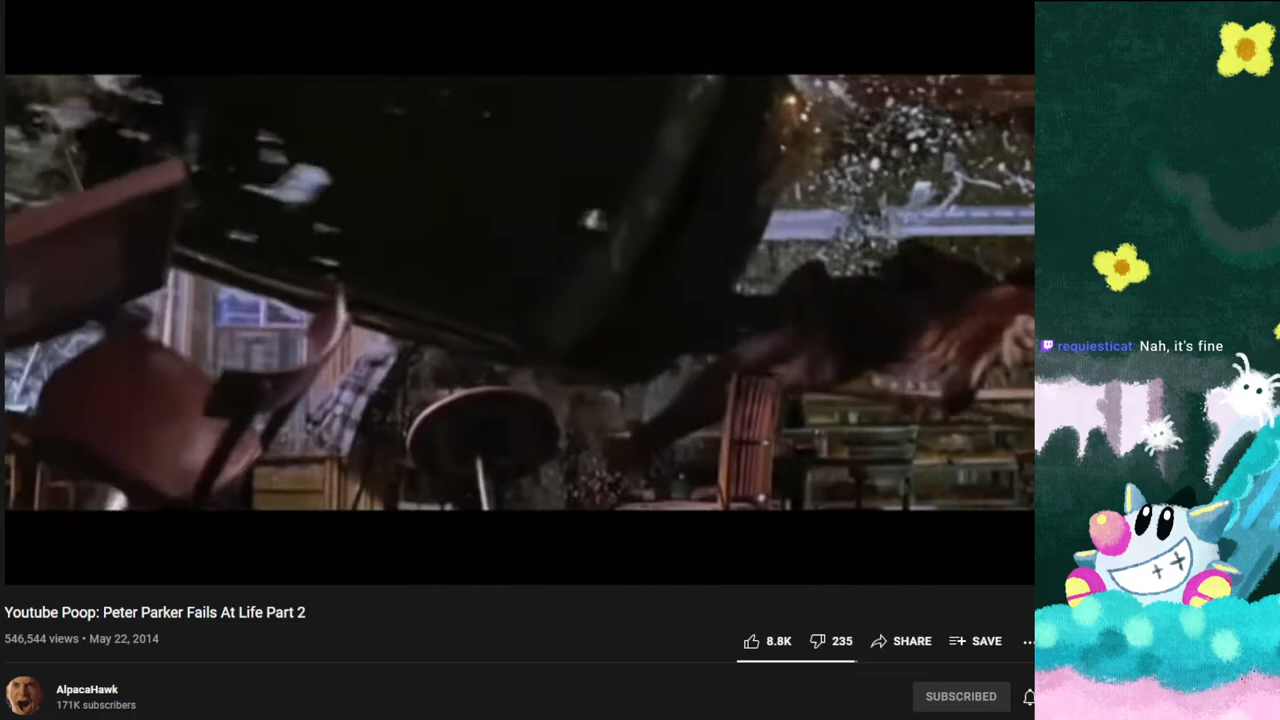 requiesticat Nah, it's fine
Youtube Poop: Peter Parker Fails At Life Part 2
546,544 views • May 22, 2014
8.8K 235 SHARE SAVE
AlpacaHawk
171K subscribers
SUBSCRIBED